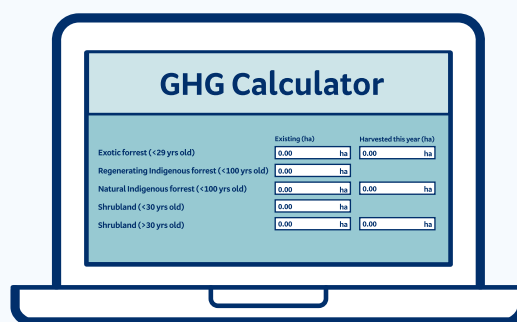 GHG Calculator
Existing (ha) Harvested this year (ha)
Exotic forrest (<29 yrs old) 0.00 ha 0.00 ha
Regenerating Indigenous forrest (<100 yrs old) 0.00 ha
Natural Indigenous forrest (<100 yrs old) 0.00 ha 0.00 ha
Shrubland (<30 yrs old) 0.00 ha
Shrubland (>30 yrs old) 0.00 ha 0.00 ha